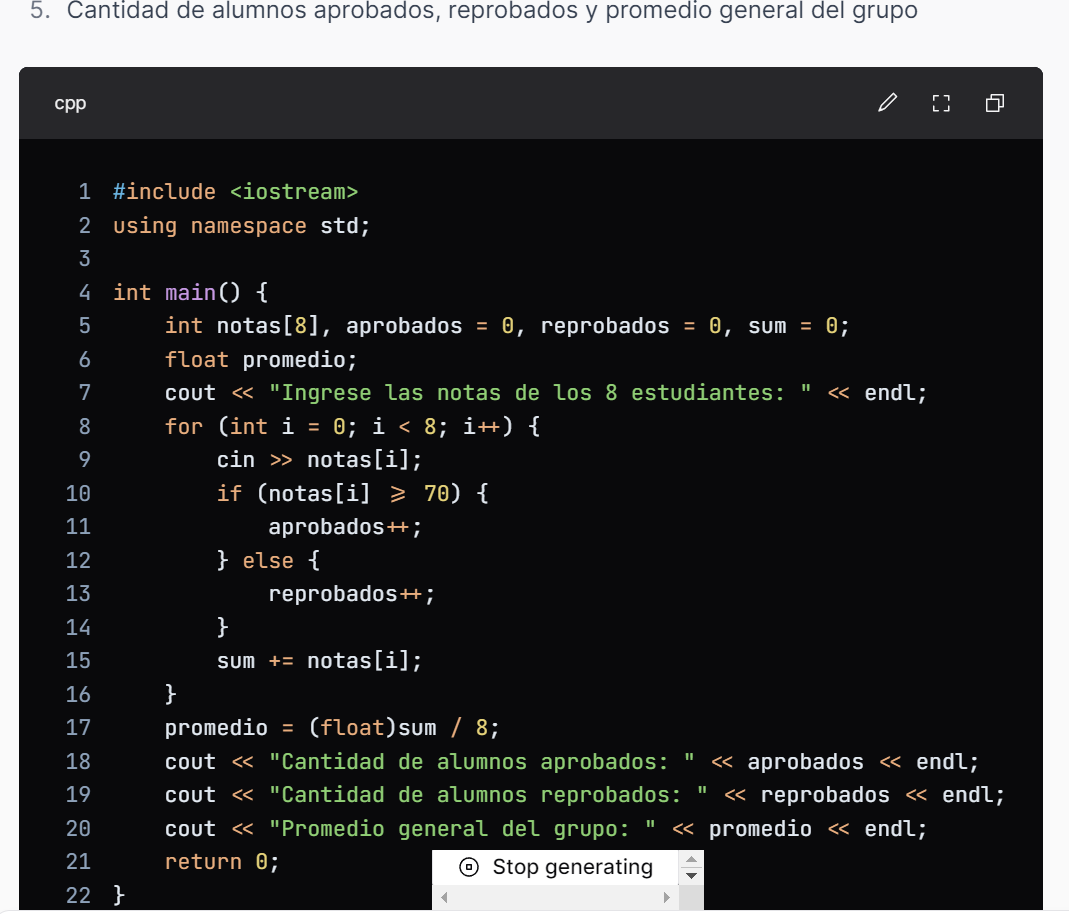 5. Cantidad de alumnos aprobados, reprobados y promedio general del grupo
cpp
1 #include <iostream>
2 using namespace std;
3
4 int main() {
5     int notas[8], aprobados = 0, reprobados = 0, sum = 0;
6     float promedio;
7     cout << "Ingrese las notas de los 8 estudiantes: " << endl;
8     for (int i = 0; i < 8; i++) {
9         cin >> notas[i];
10         if (notas[i] >= 70) {
11             aprobados++;
12         } else {
13             reprobados++;
14         }
15         sum += notas[i];
16     }
17     promedio = (float)sum / 8;
18     cout << "Cantidad de alumnos aprobados: " << aprobados << endl;
19     cout << "Cantidad de alumnos reprobados: " << reprobados << endl;
20     cout << "Promedio general del grupo: " << promedio << endl;
21     return 0;
Stop generating
22 }